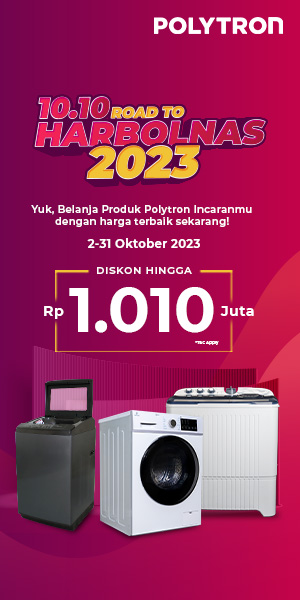 POLYTRON
10.10 ROAD TO
HARBOLNAS
2023
Yuk, Belanja Produk Polytron Incaranmu
dengan harga terbaik sekarang!
2-31 Oktober 2023
DISKON HINGGA
Rp 1.010 Juta
*tnc apply